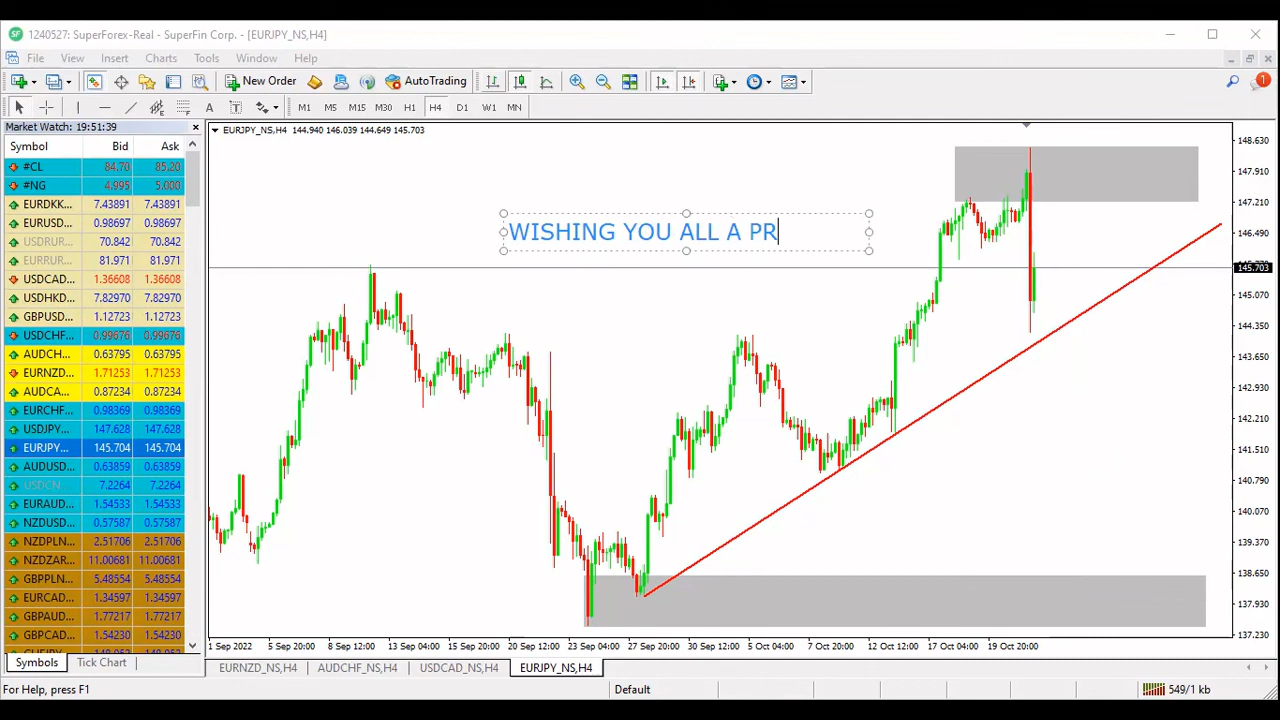 1240527: SuperForex-Real - SuperFin Corp. - [EURJPY_NS,H4]
File View Insert Charts Tools Window Help
New Order AutoTrading
1
A T M1 M5 M15 M30 H1 H4 D1 W1 MN
Market Watch: 19:51:39
Symbol Bid Ask
#CL 84.70 85.20
#NG 4.995 5.000
EURDKK... 7.43891 7.43891
EURUSD... 0.98697 0.98697
USDRUR... 70.842 70.842
EURRUR... 81.971 81.971
USDCAD... 1.36608 1.36608
USDHKD... 7.82970 7.82970
GBPUSD... 1.12723 1.12723
USDCHF... 0.99676 0.99676
AUDCH... 0.63795 0.63795
EURNZD... 1.71253 1.71253
AUDCA... 0.87234 0.87234
EURCHF... 0.98369 0.98369
USDJPY... 147.628 147.628
EURJPY... 145.704 145.704
AUDUSD... 0.63859 0.63859
USDCN... 7.2264 7.2264
EURAUD... 1.54533 1.54533
NZDUSD... 0.57587 0.57587
NZDPLN... 2.51706 2.51706
NZDZAR... 11.00681 11.00681
GBPPLN... 5.48554 5.48554
EURCAD... 1.34597 1.34597
GBPAUD... 1.77217 1.77217
GBPCAD... 1.54230 1.54230
Symbols Tick Chart
EURJPY_NS,H4 144.940 146.039 144.649 145.703
WISHING YOU ALL A PR
148.630
147.910
147.210
146.490
145.703
145.070
144.350
143.650
142.930
142.210
141.510
140.790
140.070
139.370
138.650
137.930
137.230
1 Sep 2022 5 Sep 20:00 8 Sep 12:00 13 Sep 04:00 15 Sep 20:00 20 Sep 12:00 23 Sep 04:00 27 Sep 20:00 30 Sep 12:00 5 Oct 04:00 7 Oct 20:00 12 Oct 12:00 17 Oct 04:00 19 Oct 20:00
EURNZD_NS,H4 AUDCHF_NS,H4 USDCAD_NS,H4 EURJPY_NS,H4
For Help, press F1 Default 549/1 kb